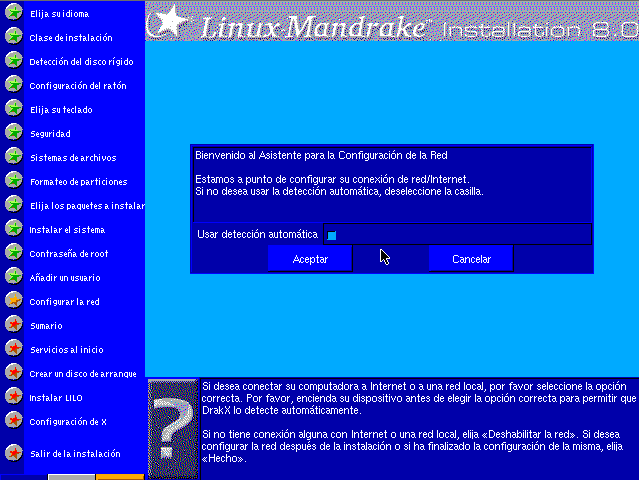 Elija su idioma
Clase de instalación
Detección del disco rígido
Configuración del ratón
Elija su teclado
Seguridad
Sistemas de archivos
Formateo de particiones
Elija los paquetes a instalar
Instalar el sistema
Contraseña de root
Añadir un usuario
Configurar la red
Sumario
Servicios al inicio
Crear un disco de arranque
Instalar LILO
Configuración de X
Salir de la instalación
Linux Mandrake™ Installation 8.0
Bienvenido al Asistente para la Configuración de la Red
Estamos a punto de configurar su conexión de red/Internet.
Si no desea usar la detección automática, deseleccione la casilla.
Usar detección automática
Aceptar
Cancelar
Si desea conectar su computadora a Internet o a una red local, por favor seleccione la opción
correcta. Por favor, encienda su dispositivo antes de elegir la opción correcta para permitir que
DrakX lo detecte automáticamente.
Si no tiene conexión alguna con Internet o una red local, elija «Deshabilitar la red». Si desea
configurar la red después de la instalación o si ha finalizado la configuración de la misma, elija
«Hecho».